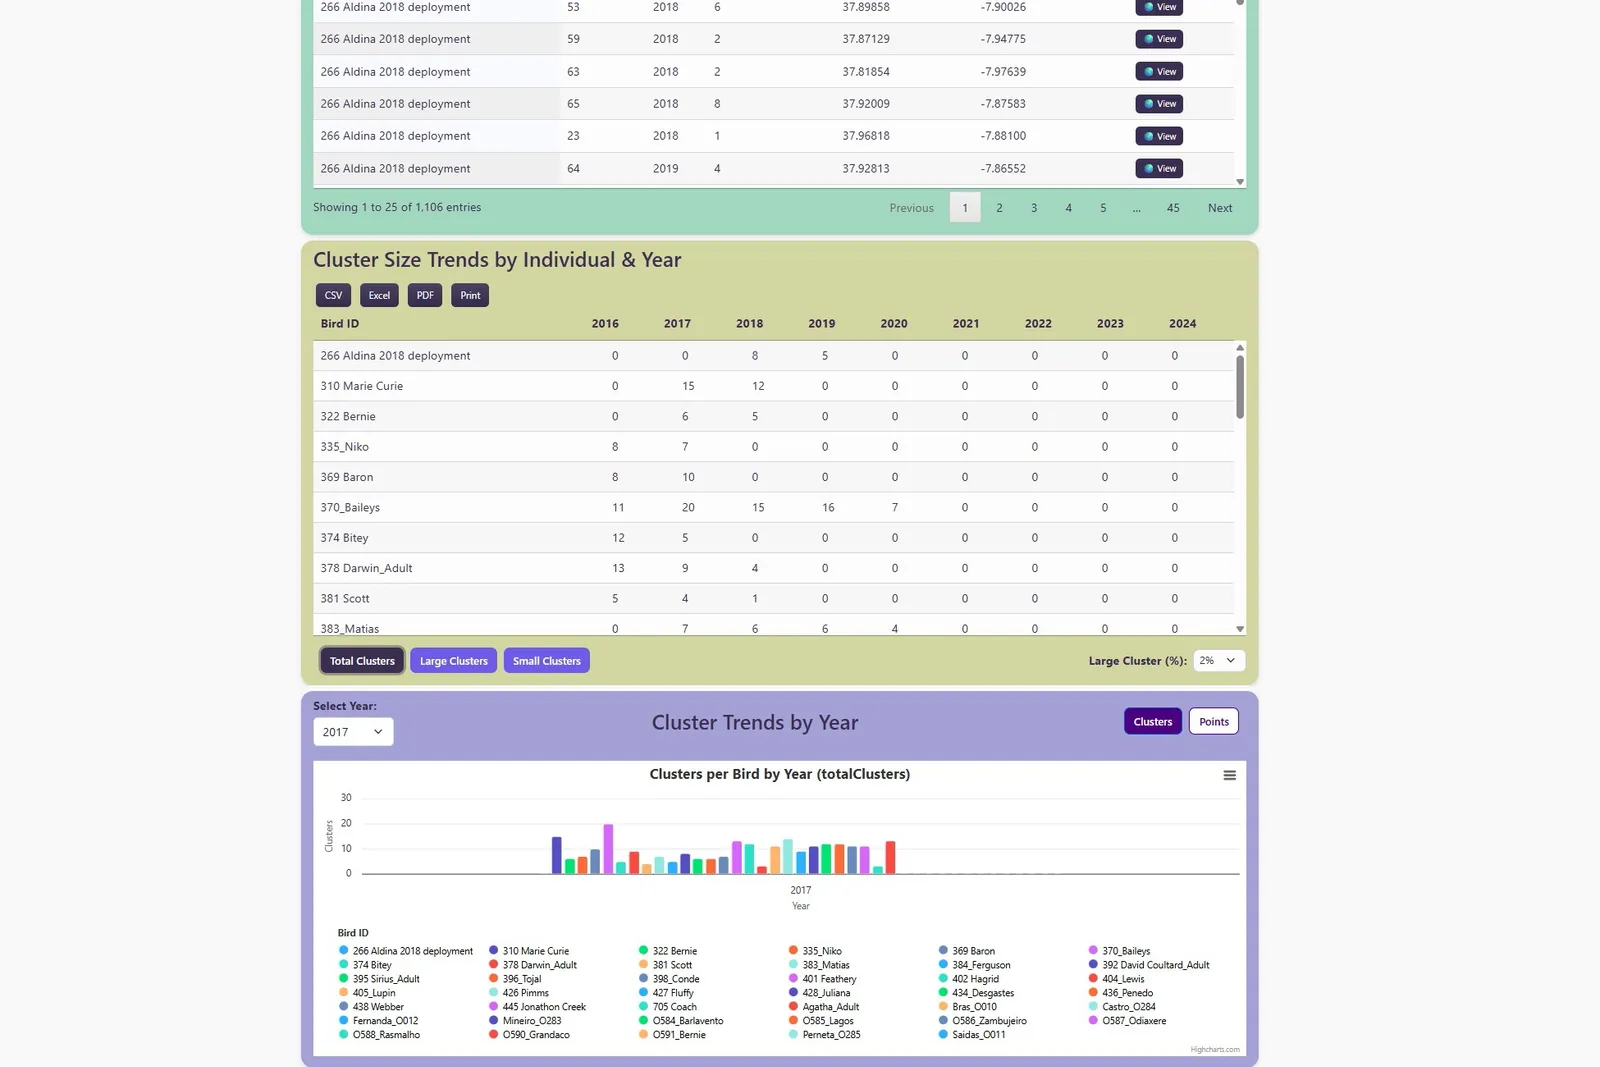 266 Aldina 2018 deployment 53 2018 6 37.89858 -7.90026 View
266 Aldina 2018 deployment 59 2018 2 37.87129 -7.94775 View
266 Aldina 2018 deployment 63 2018 2 37.81854 -7.97639 View
266 Aldina 2018 deployment 65 2018 8 37.92009 -7.87583 View
266 Aldina 2018 deployment 23 2018 1 37.96818 -7.88100 View
266 Aldina 2018 deployment 64 2019 4 37.92813 -7.86552 View
Showing 1 to 25 of 1,106 entries Previous 1 2 3 4 5 ... 45 Next
Cluster Size Trends by Individual & Year
CSV Excel PDF Print
Bird ID 2016 2017 2018 2019 2020 2021 2022 2023 2024
266 Aldina 2018 deployment 0 0 8 5 0 0 0 0 0
310 Marie Curie 0 15 12 0 0 0 0 0 0
322 Bernie 0 6 5 0 0 0 0 0 0
335_Niko 8 7 0 0 0 0 0 0 0
369 Baron 8 10 0 0 0 0 0 0 0
370_Baileys 11 20 15 16 7 0 0 0 0
374 Bitey 12 5 0 0 0 0 0 0 0
378 Darwin_Adult 13 9 4 0 0 0 0 0 0
381 Scott 5 4 1 0 0 0 0 0 0
383_Matias 0 7 6 6 4 0 0 0 0
Total Clusters Large Clusters Small Clusters Large Cluster (%): 2%
Select Year:
2017
Cluster Trends by Year
Clusters Points
Clusters per Bird by Year (totalClusters)
30
20
10
0
Clusters
2017
Year
Bird ID
266 Aldina 2018 deployment 310 Marie Curie 322 Bernie 335_Niko 369 Baron 370_Baileys
374 Bitey 378 Darwin_Adult 381 Scott 383_Matias 384_Ferguson 392 David Coultard_Adult
395 Sirius_Adult 396_Tojal 398_Conde 401 Feathery 402 Hagrid 404_Lewis
405_Lupin 426 Pimms 427 Fluffy 428_Juliana 434_Desgastes 436_Penedo
438 Webber 445 Jonathon Creek 705 Coach Agatha_Adult Bras_O010 Castro_O284
Fernanda_O012 Mineiro_O283 O584_Barlavento O585_Lagos O586_Zambujeiro O587_Odiaxere
O588_Rasmalho O590_Grandaco O591_Bernie Perneta_O285 Saidas_O011
Highcharts.com